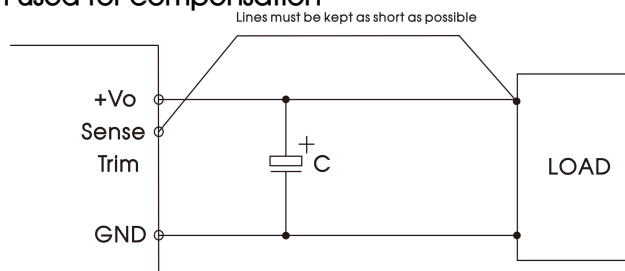 used for compensation
Lines must be kept as short as possible
+Vo
Sense
Trim
+
C
LOAD
GND